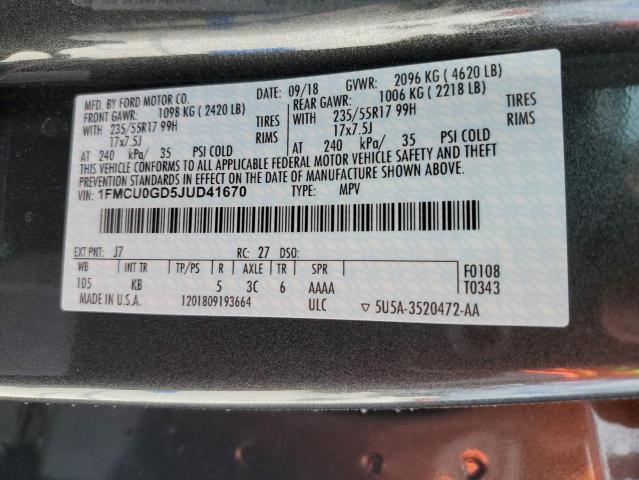 MFD. BY FORD MOTOR CO.
DATE: 09/18 GVWR: 2096 KG ( 4620 LB)
FRONT GAWR: 1098 KG ( 2420 LB) REAR GAWR: 1006 KG ( 2218 LB)
WITH 235/55R17 99H TIRES WITH 235/55R17 99H TIRES
17x7.5J RIMS 17x7.5J RIMS
AT 240 kPa/ 35 PSI COLD AT 240 kPa/ 35 PSI COLD
THIS VEHICLE CONFORMS TO ALL APPLICABLE FEDERAL MOTOR VEHICLE SAFETY AND THEFT
PREVENTION STANDARDS IN EFFECT ON THE DATE OF MANUFACTURE SHOWN ABOVE.
VIN: 1FMCU0GD5JUD41670 TYPE: MPV
EXT PNT: J7 RC: 27 DSO:
WB INT TR TP/PS R AXLE TR SPR F0108
105 KB 5 3C 6 AAAA T0343
MADE IN U.S.A. 1201809193664 ULC ▽ 5U5A-3520472-AA